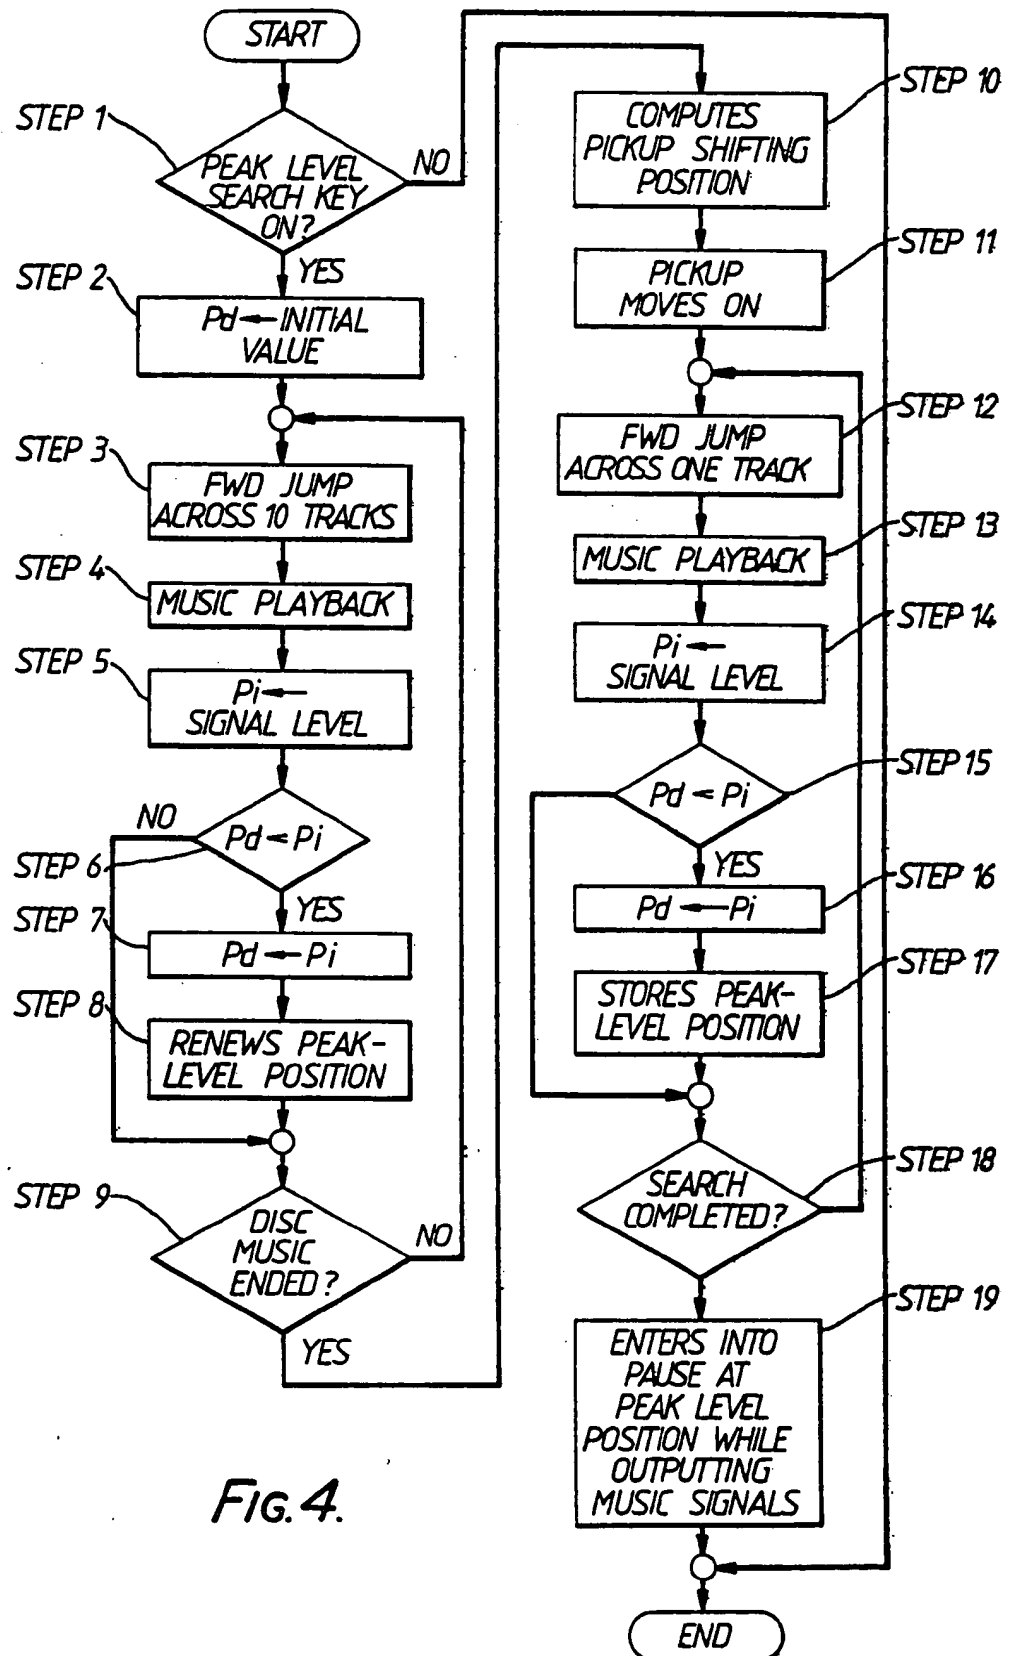 START
STEP 1
PEAK LEVEL
SEARCH KEY
ON?
NO
YES
STEP 2
Pd ← INITIAL
VALUE
STEP 3
FWD JUMP
ACROSS 10 TRACKS
STEP 4
MUSIC PLAYBACK
STEP 5
Pi ←
SIGNAL LEVEL
NO
STEP 6
Pd < Pi
YES
STEP 7
Pd ← Pi
STEP 8
RENEWS PEAK-
LEVEL POSITION
STEP 9
DISC
MUSIC
ENDED?
NO
YES
STEP 10
COMPUTES
PICKUP SHIFTING
POSITION
STEP 11
PICKUP
MOVES ON
STEP 12
FWD JUMP
ACROSS ONE TRACK
STEP 13
MUSIC PLAYBACK
STEP 14
Pi ←
SIGNAL LEVEL
STEP 15
Pd < Pi
YES
STEP 16
Pd ← Pi
STEP 17
STORES PEAK-
LEVEL POSITION
STEP 18
SEARCH
COMPLETED?
STEP 19
ENTERS INTO
PAUSE AT
PEAK LEVEL
POSITION WHILE
OUTPUTTING
MUSIC SIGNALS
END
FIG. 4.